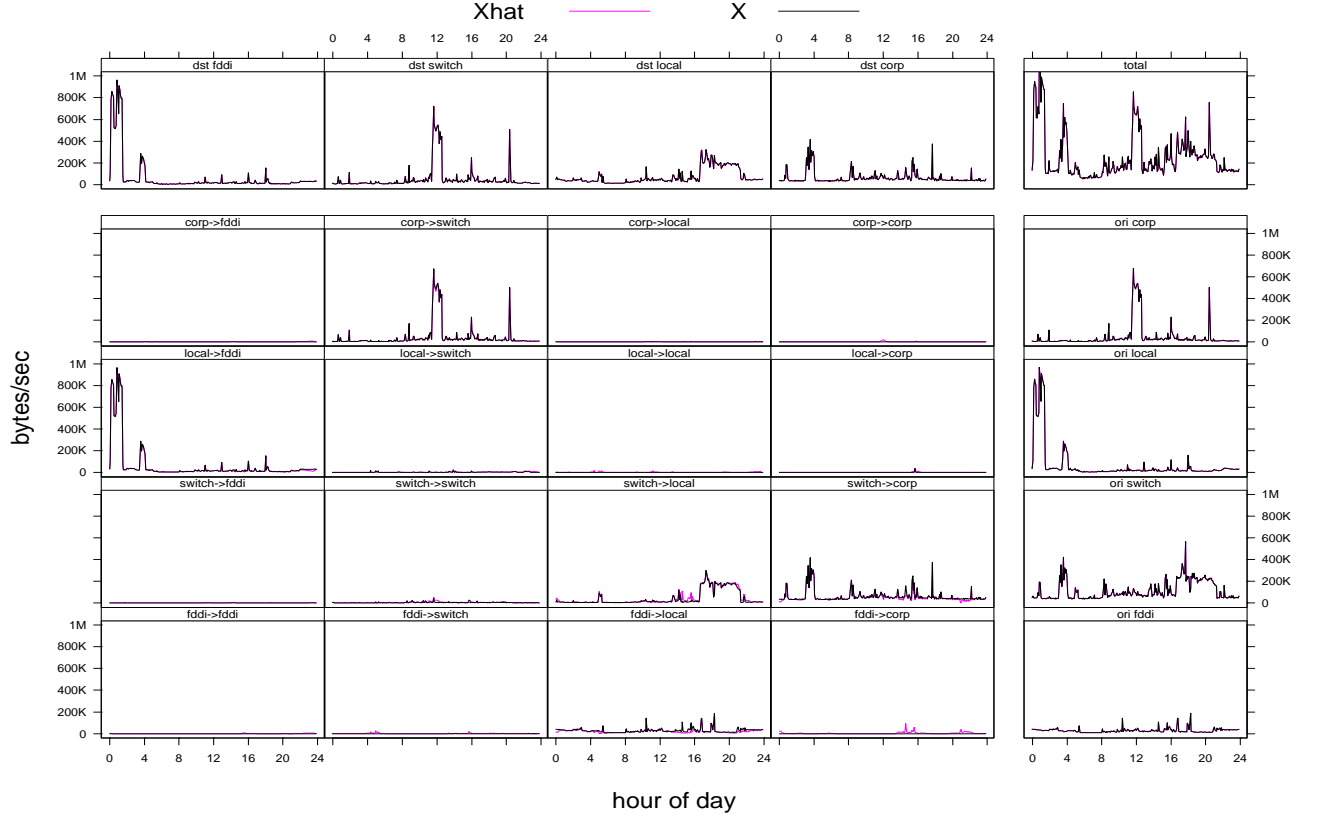 Xhat X
0 4 8 12 16 20 24 0 4 8 12 16 20 24
dst fddi dst switch dst local dst corp total
1M
800K
600K
400K
200K
0
corp->fddi corp->switch corp->local corp->corp ori corp
1M
800K
600K
400K
200K
0
local->fddi local->switch local->local local->corp ori local
1M
800K
600K
400K
200K
0
switch->fddi switch->switch switch->local switch->corp ori switch
1M
800K
600K
400K
200K
0
fddi->fddi fddi->switch fddi->local fddi->corp ori fddi
1M
800K
600K
400K
200K
0
0 4 8 12 16 20 24 0 4 8 12 16 20 24 0 4 8 12 16 20 24
hour of day
bytes/sec